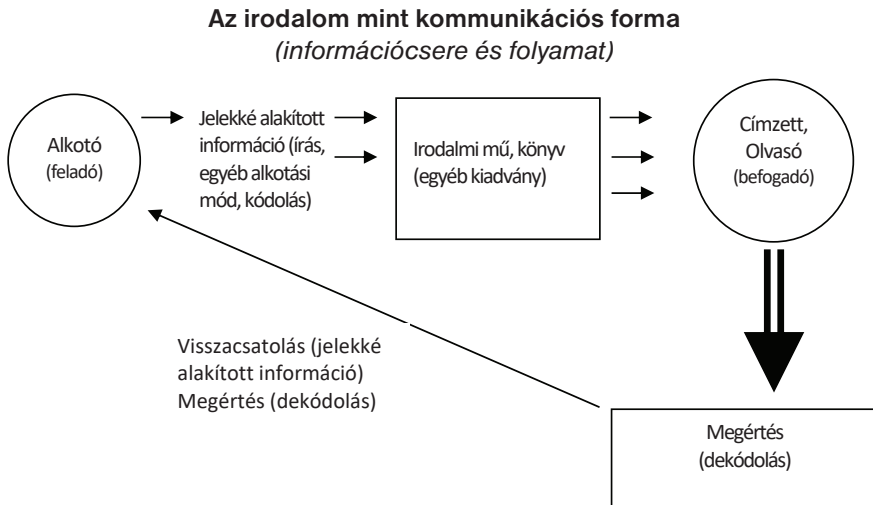 Az irodalom mint kommunikációs forma
(információcsere és folyamat)
Alkotó
(feladó)
Jelekké alakított
információ (írás,
egyéb alkotási
mód, kódolás)
Irodalmi mű, könyv
(egyéb kiadvány)
Címzett,
Olvasó
(befogadó)
Visszacsatolás (jelekké
alakított információ)
Megértés (dekódolás)
Megértés
(dekódolás)